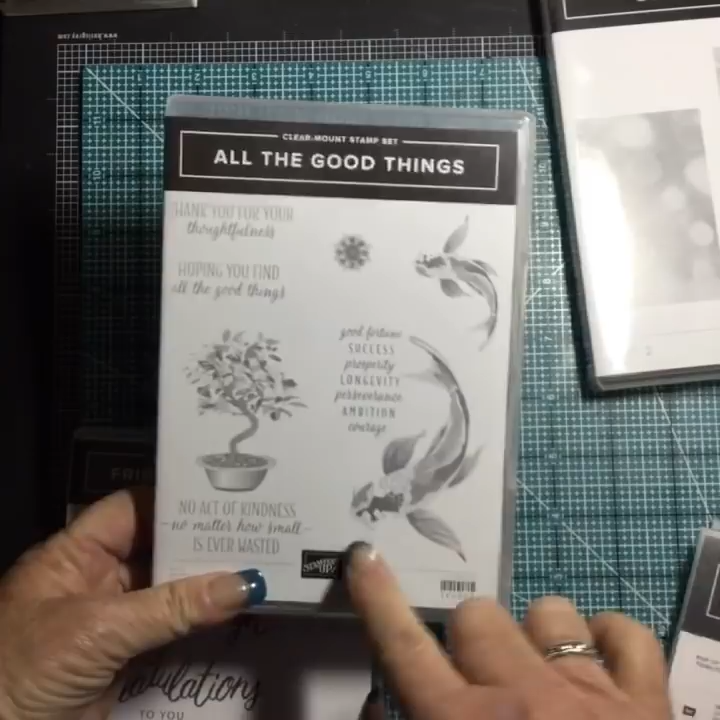 CLEAR-MOUNT STAMP SET
ALL THE GOOD THINGS
THANK YOU FOR YOUR
thoughtfulness
HOPING YOU FIND
all the good things
good fortune
SUCCESS
prosperity
LONGEVITY
perseverance
AMBITION
courage
NO ACT OF KINDNESS
no matter how small
IS EVER WASTED
STAMPIN' UP!
TO YOU